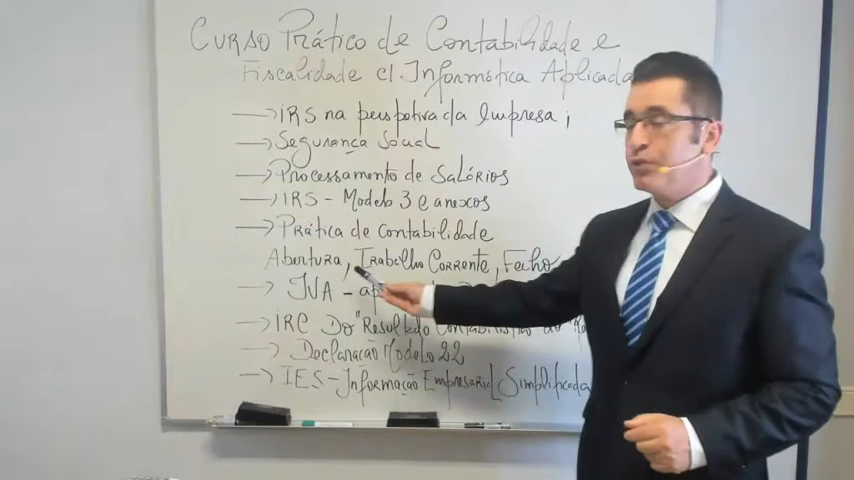 Curso Prático de Contabilidade e
Fiscalidade c/ Informática Aplicada
→ IRS na perspetiva da Empresa;
→ Segurança Social
→ Processamento de Salários
→ IRS - Modelo 3 e anexos
→ Prática de Contabilidade
Abertura, Trabalho Corrente, Fecho
→ IVA -
→ IRC Do "Resultado Contabilístico ao
→ Declaração Modelo 22
→ IES - Informação Empresarial Simplificada